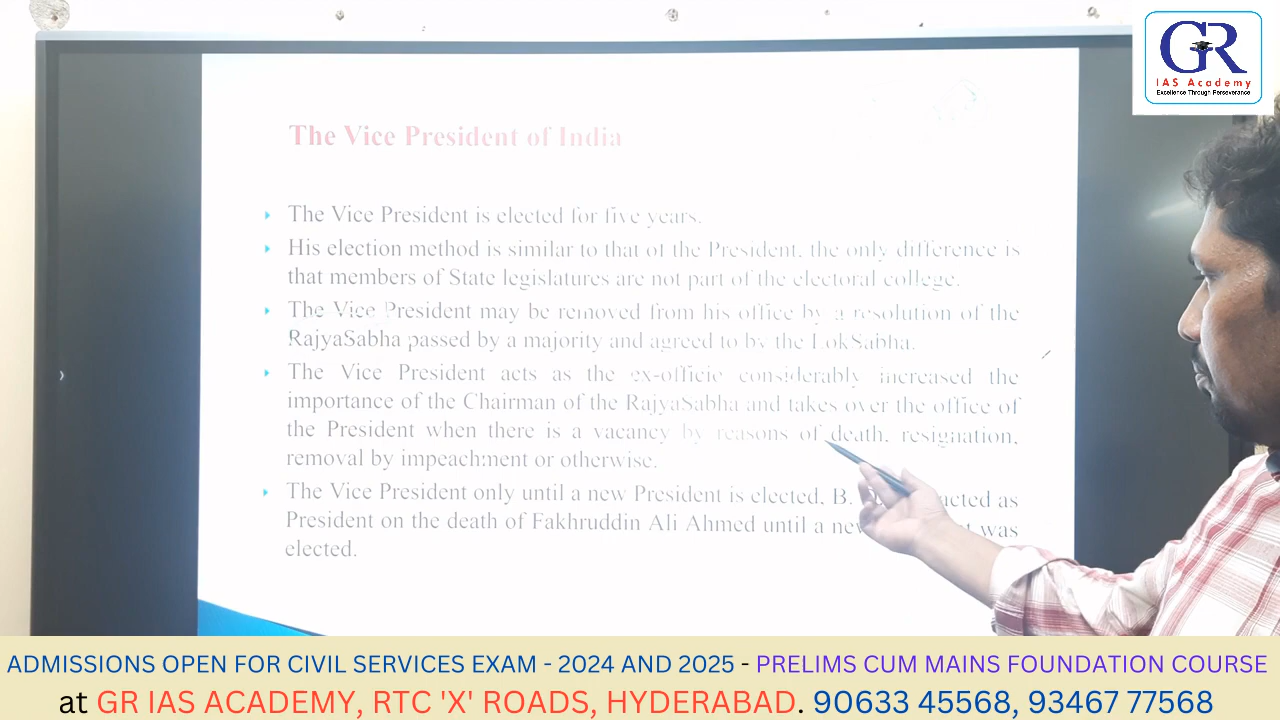 GR
IAS Academy
Excellence Through Perseverance
The Vice President of India
The Vice President is elected for five years.
His election method is similar to that of the President, the only difference is
that members of State legislatures are not part of the electoral college.
The Vice President may be removed from his office by a resolution of the
RajyaSabha passed by a majority and agreed to by the LokSabha.
The Vice President acts as the ex-officie considerably increased the
importance of the Chairman of the RajyaSabha and takes over the office of
the President when there is a vacancy by reasons of death, resignation,
removal by impeachment or otherwise.
The Vice President only until a new President is elected, B. acted as
President on the death of Fakhruddin Ali Ahmed until a new was
elected.
ADMISSIONS OPEN FOR CIVIL SERVICES EXAM - 2024 AND 2025 - PRELIMS CUM MAINS FOUNDATION COURSE
at GR IAS ACADEMY, RTC 'X' ROADS, HYDERABAD. 90633 45568, 93467 77568